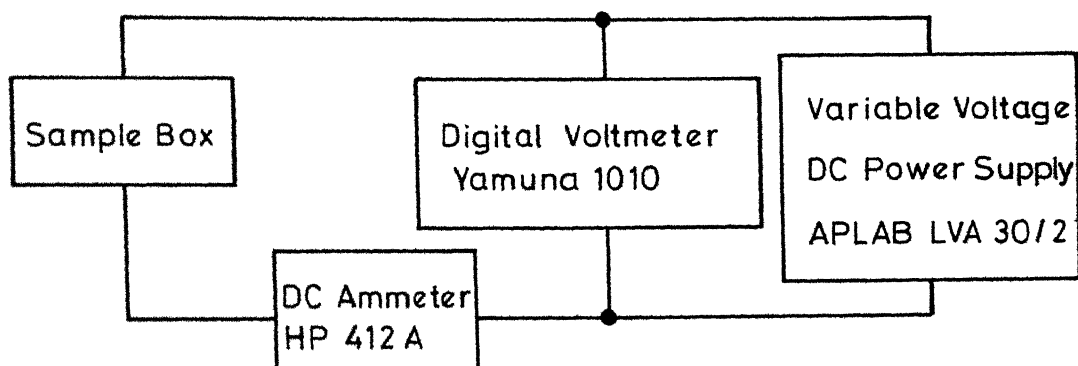 Sample Box
Digital Voltmeter
Yamuna 1010
Variable Voltage
DC Power Supply
APLAB LVA 30/2
DC Ammeter
HP 412 A